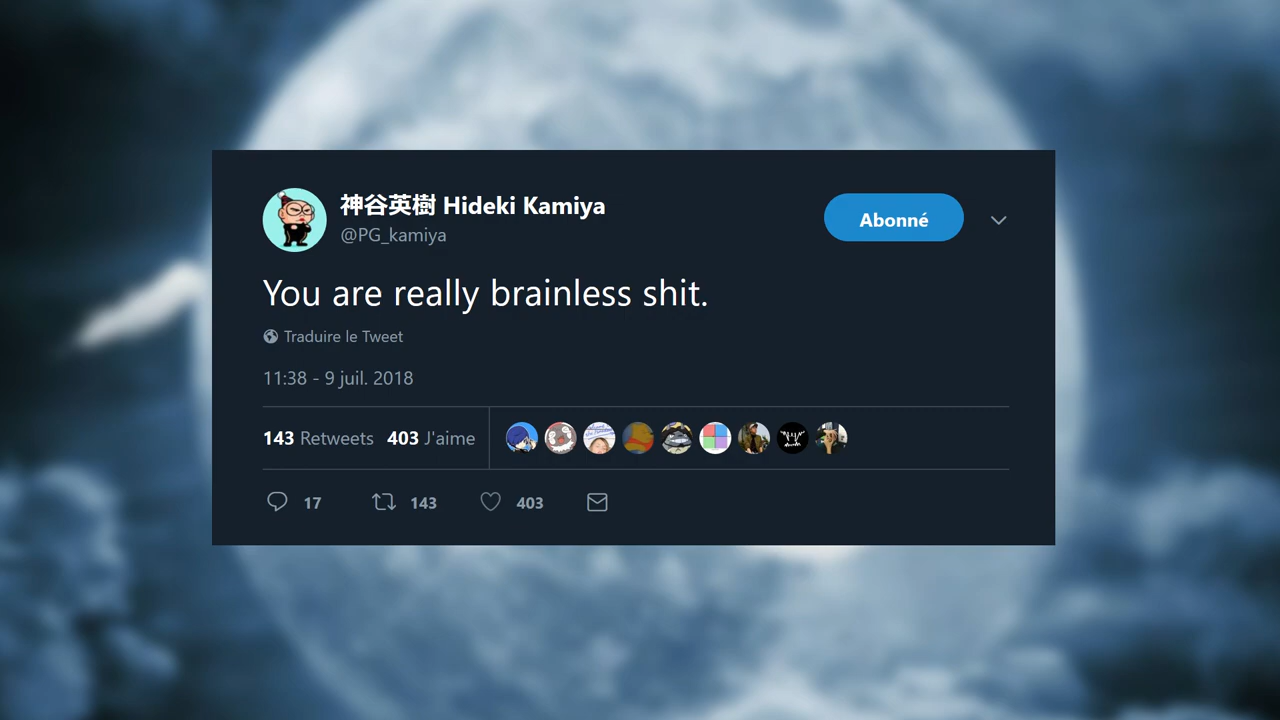 神谷英樹 Hideki Kamiya
@PG_kamiya
Abonné
You are really brainless shit.
Traduire le Tweet
11:38 - 9 juil. 2018
143 Retweets 403 J'aime
17 143 403